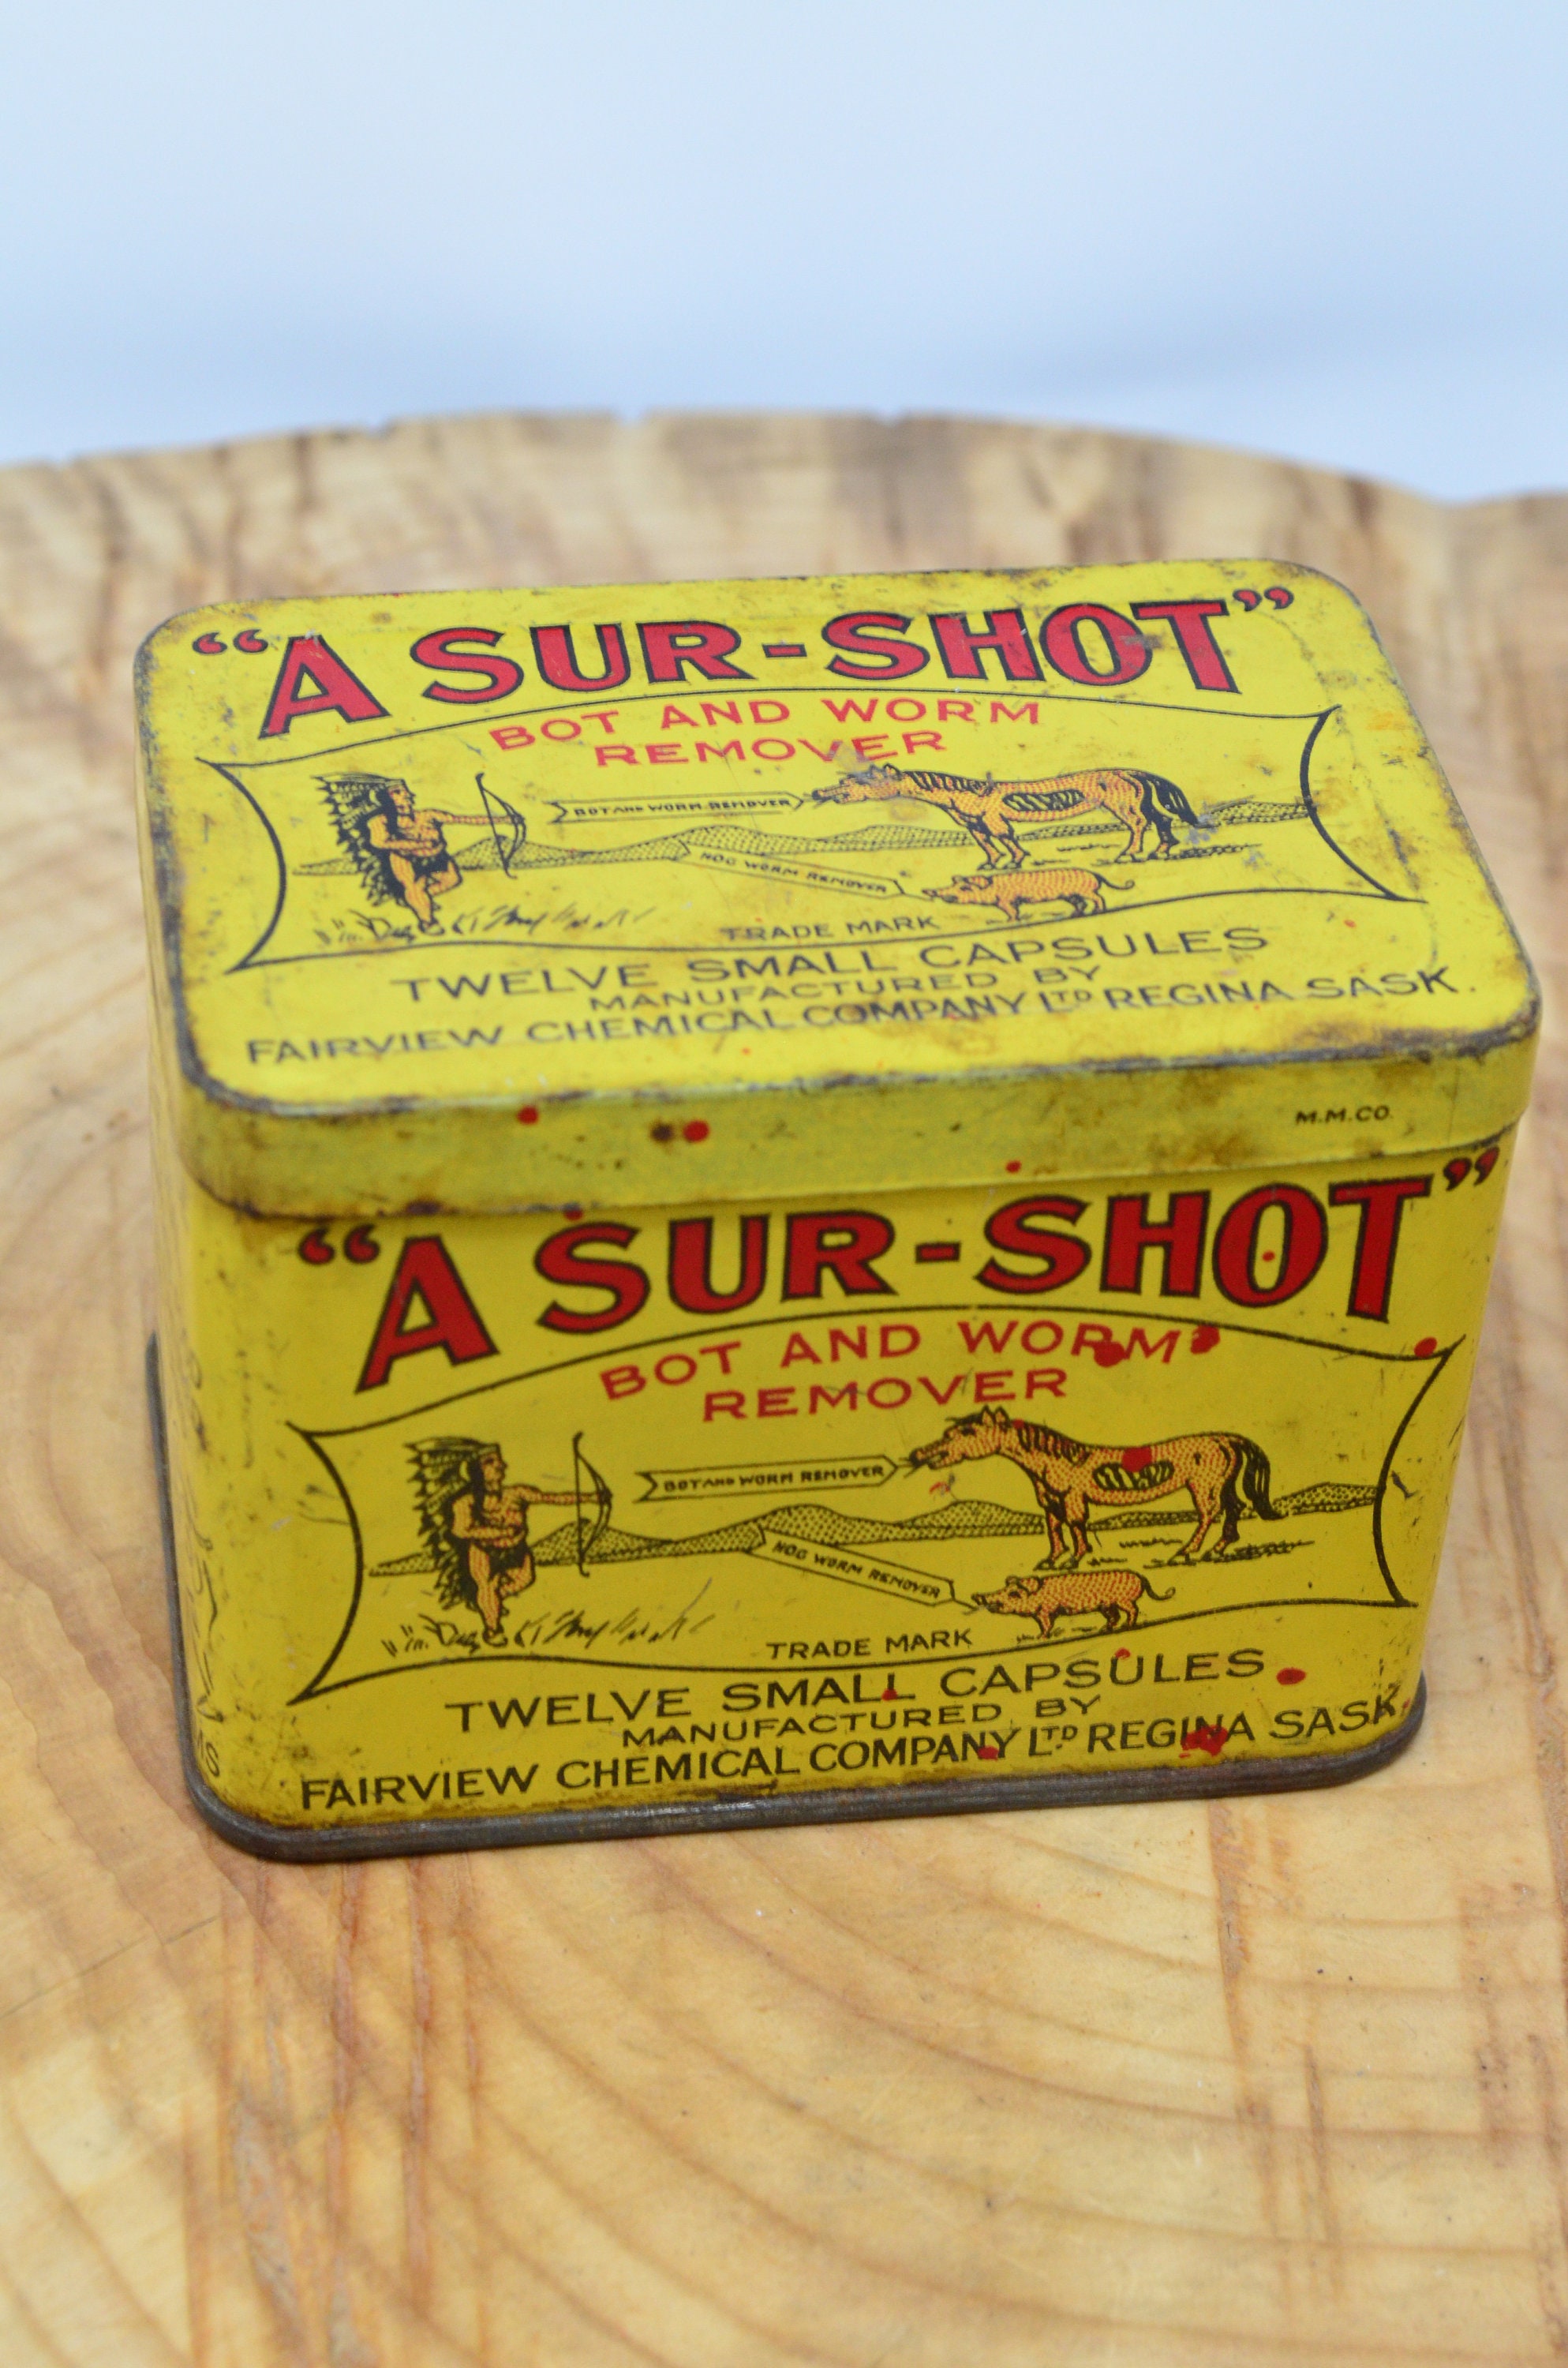 “A SUR-SHOT”
BOT AND WORM
REMOVER
BOT AND WORM REMOVER
HOG WORM REMOVER
TRADE MARK
TWELVE SMALL CAPSULES
MANUFACTURED BY
FAIRVIEW CHEMICAL COMPANY LTD REGINA SASK.
M.M.CO.
“A SUR-SHOT”
BOT AND WORM
REMOVER
BOT AND WORM REMOVER
HOG WORM REMOVER
TRADE MARK
TWELVE SMALL CAPSULES
MANUFACTURED BY
FAIRVIEW CHEMICAL COMPANY LTD REGINA SASK.